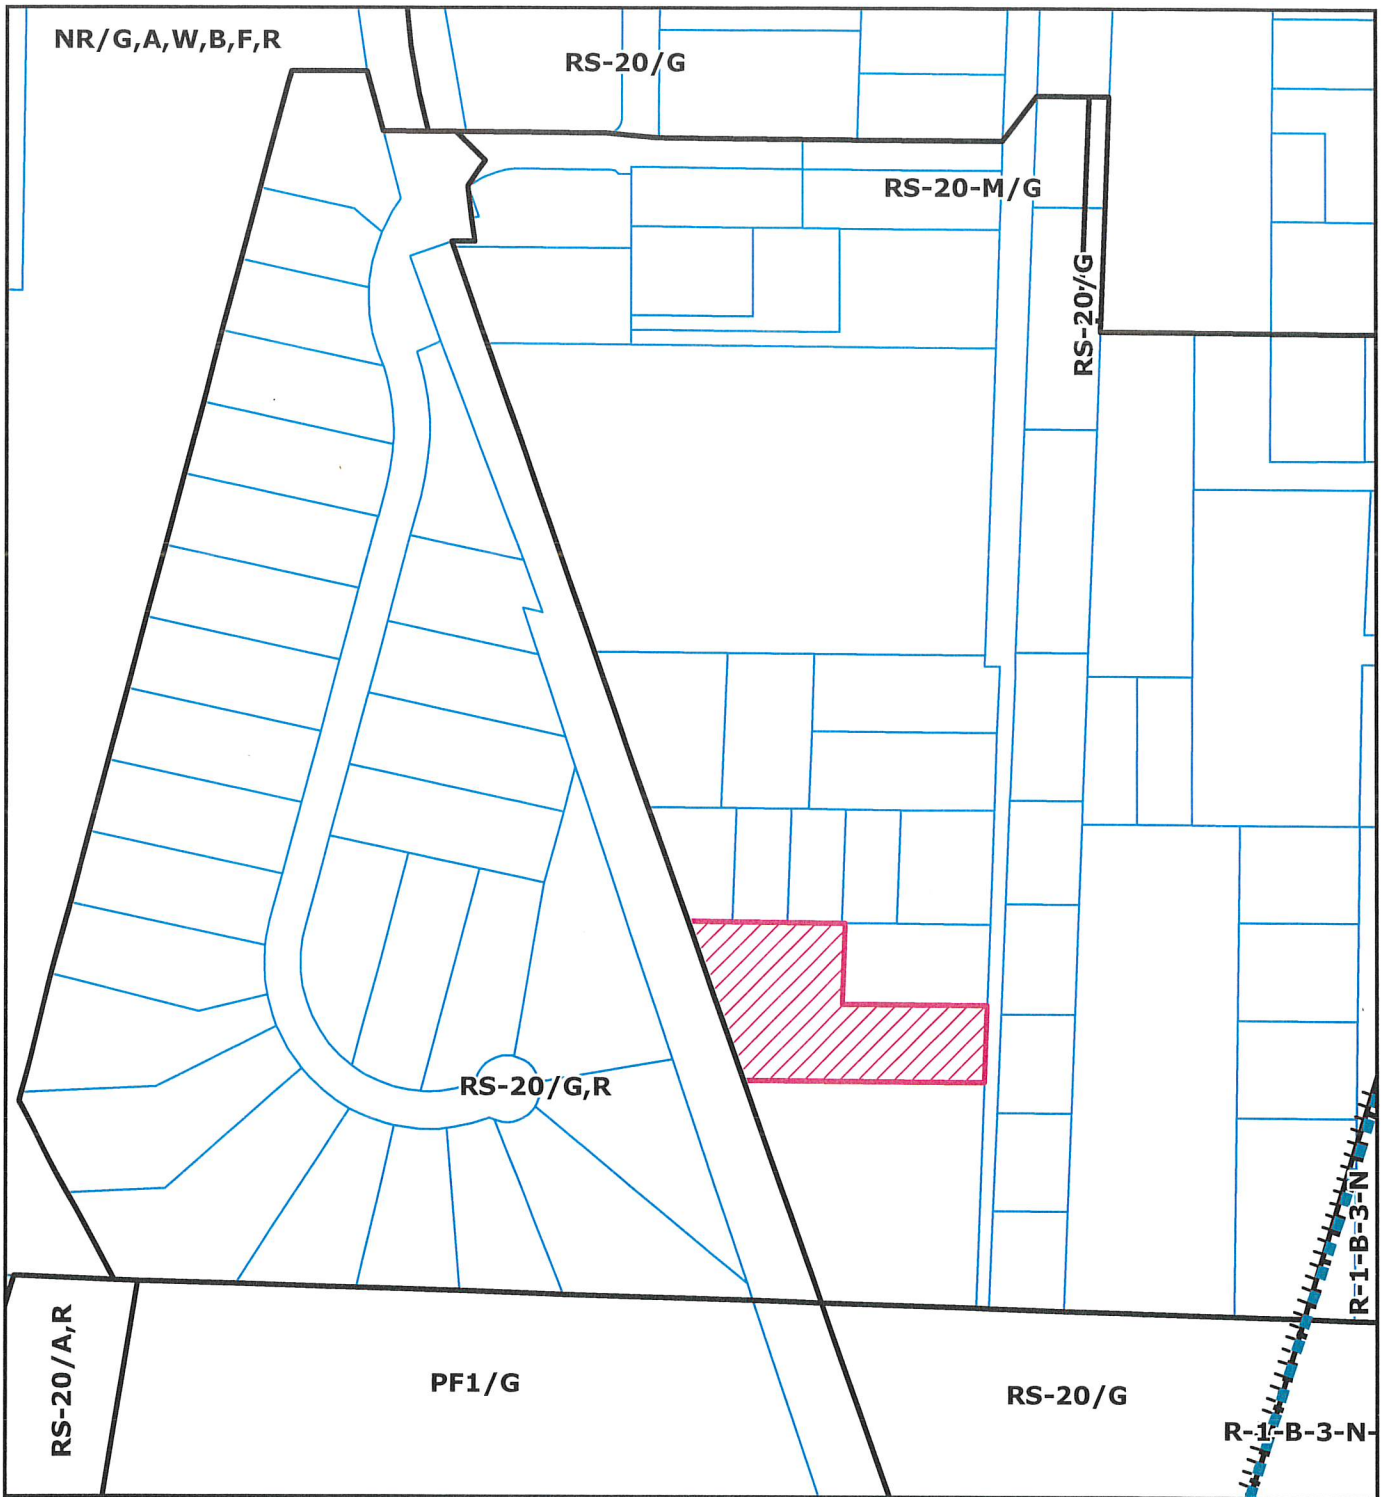 NR/G,A,W,B,F,R
RS-20/G
RS-20-M/G
RS-20/G
RS-20/G,R
R-1-B-3-N
RS-20/A,R
PF1/G
RS-20/G
R-1-B-3-N-